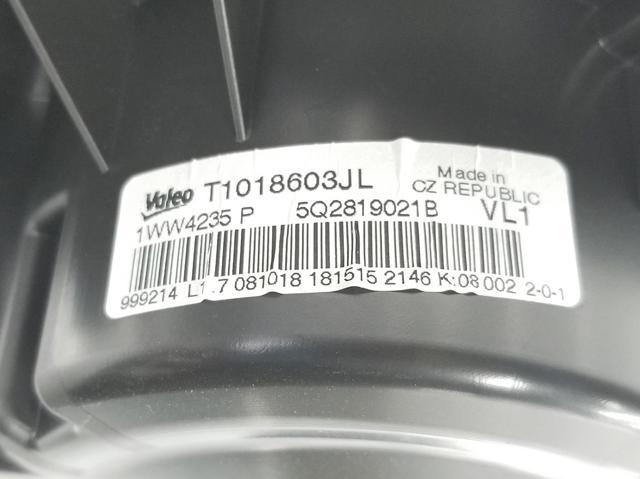 Valeo T1018603JL Made in
CZ REPUBLIC
1WW4235 P 5Q2819021B VL1
999214 L1.7 081018 181515 2146 K:08 002 2-0-1